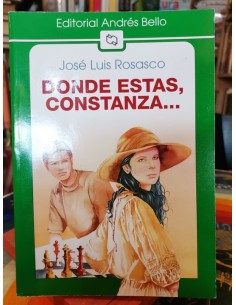 Editorial Andrés Bello
José Luis Rosasco
DONDE ESTAS,
CONSTANZA...